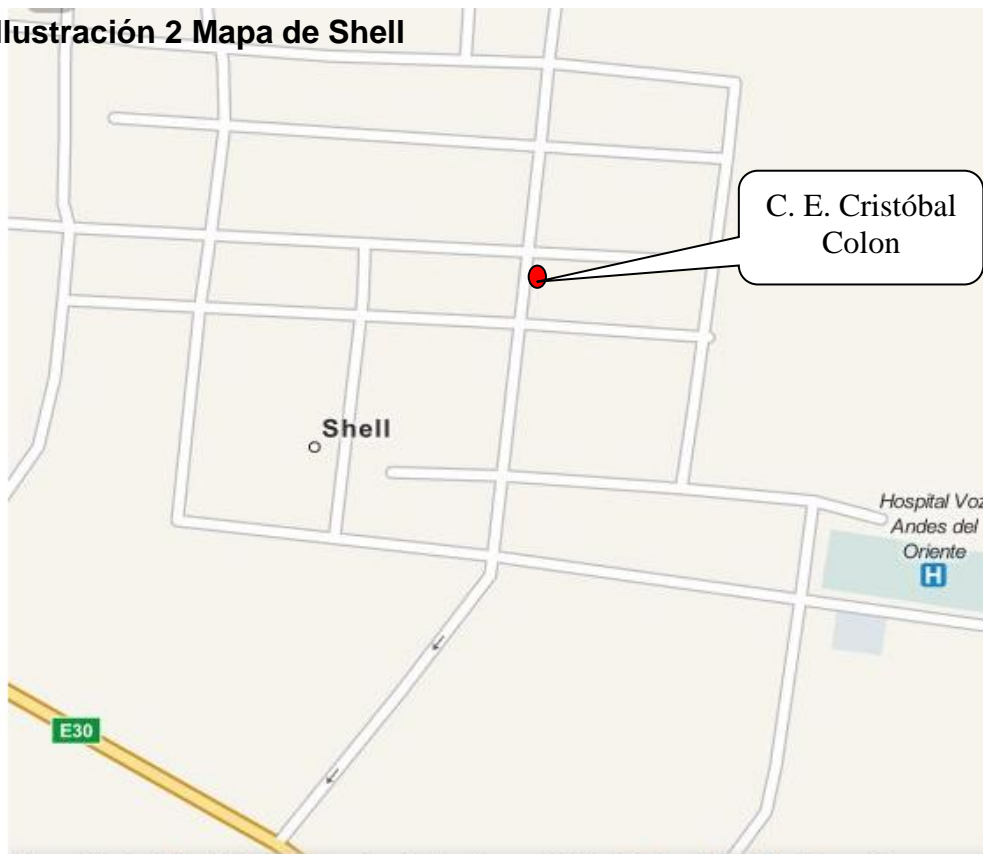 Ilustración 2 Mapa de Shell
C. E. Cristóbal
Colon
Shell
Hospital Voz
Andes del
Oriente
H
E30